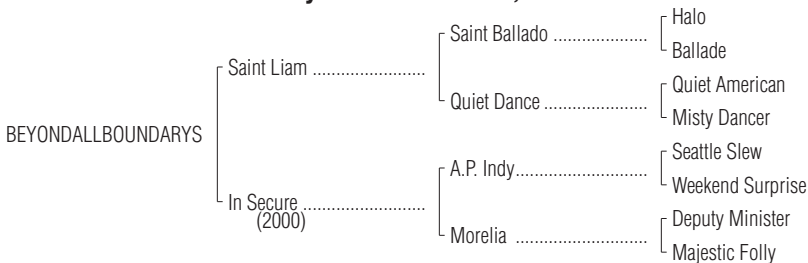 Halo
Saint Ballado ....................
Ballade
Saint Liam ........................
Quiet American
Quiet Dance ......................
Misty Dancer
BEYONDALLBOUNDARYS
Seattle Slew
A.P. Indy............................
Weekend Surprise
In Secure ..........................
(2000)
Deputy Minister
Morelia ............................
Majestic Folly